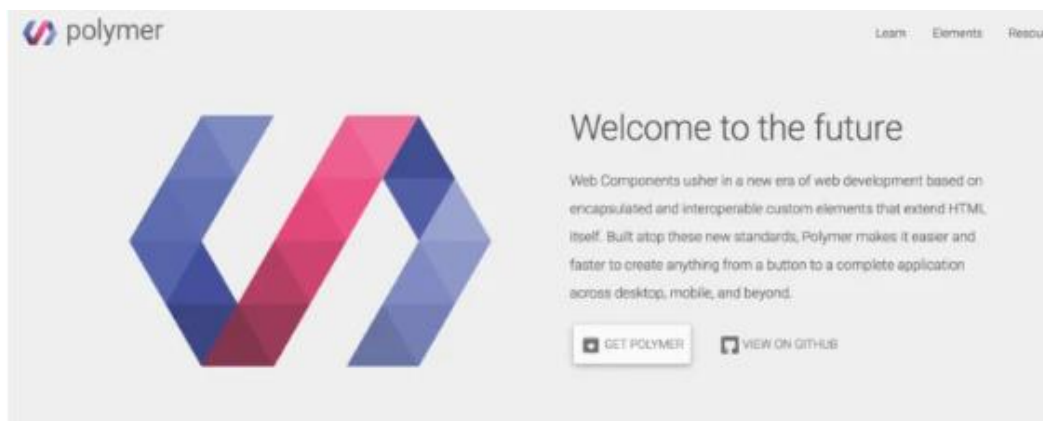 polymer
Learn Elements Resou
Welcome to the future
Web Components usher in a new era of web development based on
encapsulated and interoperable custom elements that extend HTML
itself. Built atop these new standards, Polymer makes it easier and
faster to create anything from a button to a complete application
across desktop, mobile, and beyond.
GET POLYMER VIEW ON GITHUB